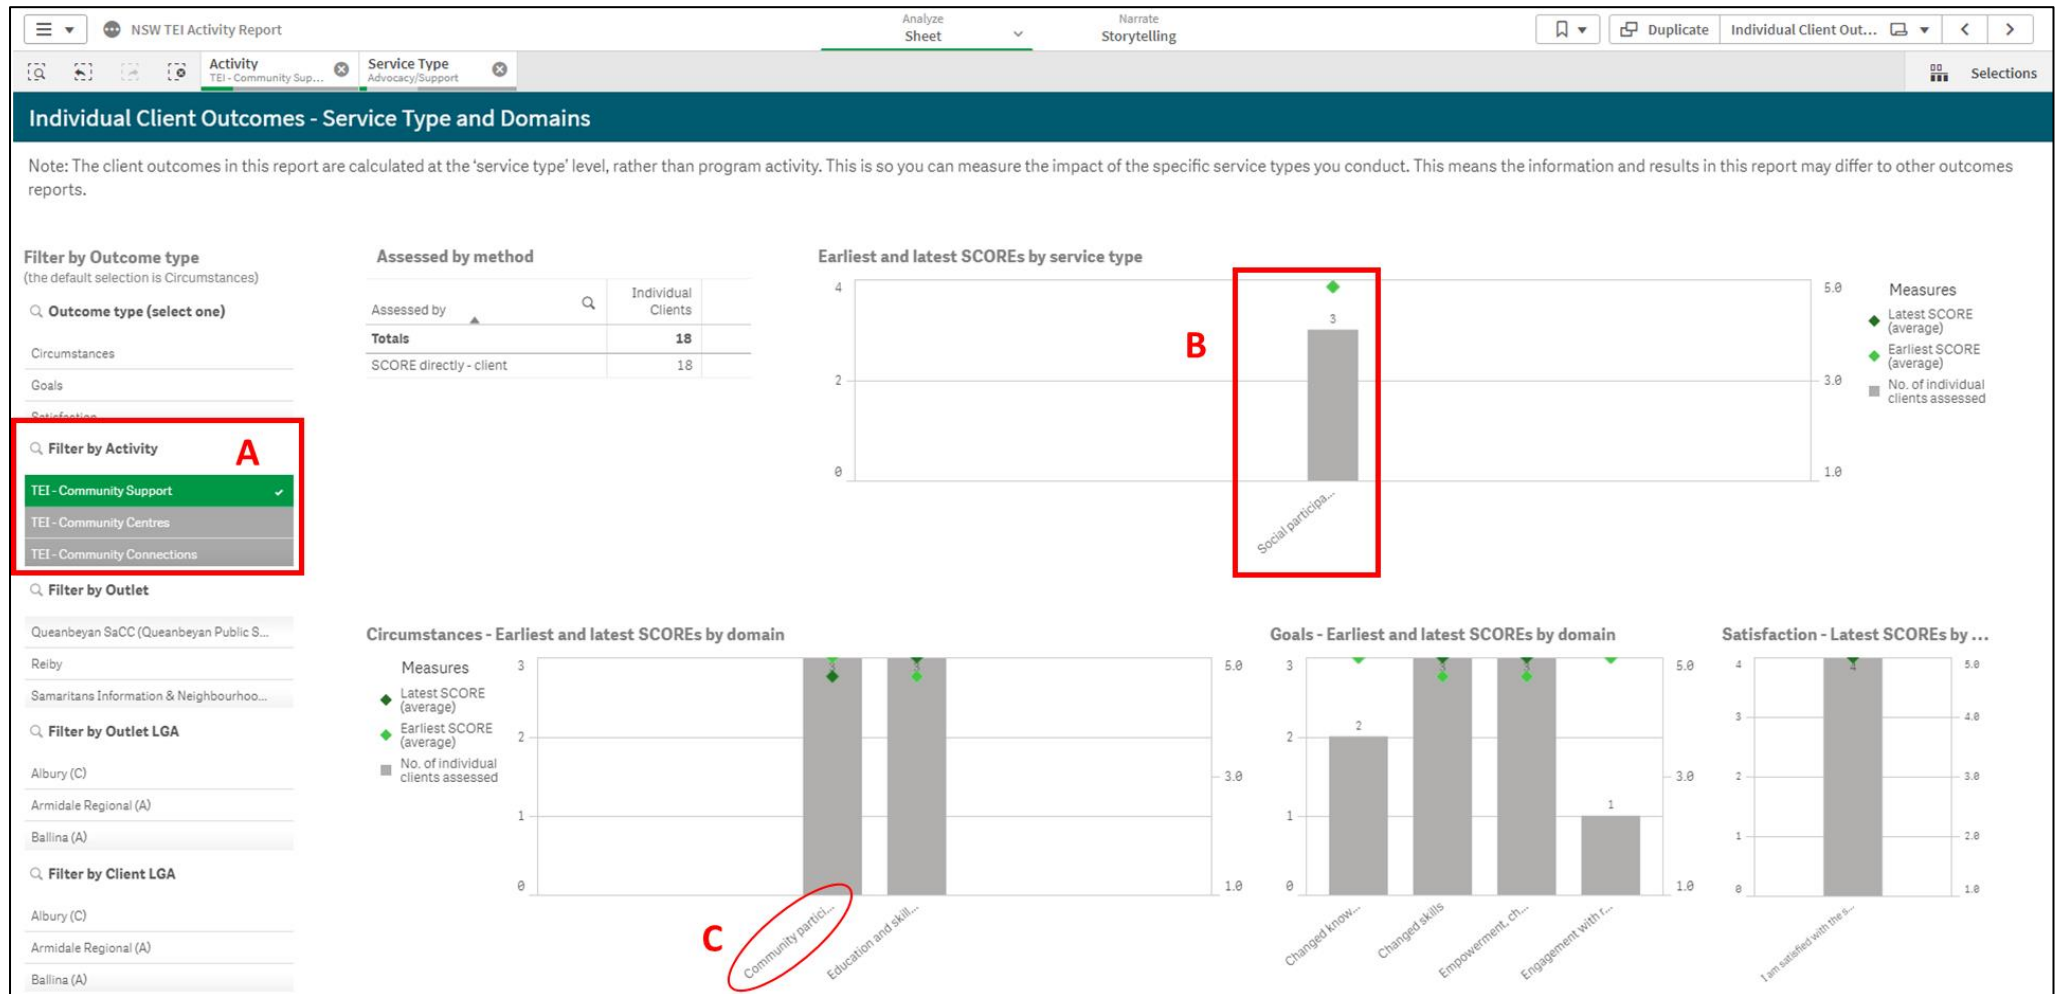 NSW TEI Activity Report
Analyze
Sheet
Narrate
Storytelling
Duplicate
Individual Client Out...
Activity
TEI - Community Sup...
Service Type
Advocacy/Support
Selections
Individual Client Outcomes - Service Type and Domains
Note: The client outcomes in this report are calculated at the 'service type' level, rather than program activity. This is so you can measure the impact of the specific service types you conduct. This means the information and results in this report may differ to other outcomes
reports.
Filter by Outcome type
(the default selection is Circumstances)
Outcome type (select one)
Circumstances
Goals
Satisfaction
Filter by Activity
A
TEI - Community Support
TEI - Community Centres
TEI - Community Connections
Filter by Outlet
Queanbeyan SaCC (Queanbeyan Public S...
Reiby
Samaritans Information & Neighbourhoo...
Filter by Outlet LGA
Albury (C)
Armidale Regional (A)
Ballina (A)
Filter by Client LGA
Albury (C)
Armidale Regional (A)
Ballina (A)
Assessed by method
Assessed by
Individual
Clients
Totals 18
SCORE directly - client 18
Earliest and latest SCOREs by service type
4
2
0
3
B
5.0
3.0
1.0
Social participa...
Measures
Latest SCORE
(average)
Earliest SCORE
(average)
No. of individual
clients assessed
Circumstances - Earliest and latest SCOREs by domain
Measures
Latest SCORE
(average)
Earliest SCORE
(average)
No. of individual
clients assessed
3
2
1
0
3
3
5.0
3.0
1.0
C
Community partici...
Education and skill...
Goals - Earliest and latest SCOREs by domain
3
2
1
0
2
3
3
1
5.0
3.0
1.0
Changed know...
Changed skills
Empowerment, ch...
Engagement with r...
Satisfaction - Latest SCOREs by ...
4
3
2
1
0
4
5.0
4.0
3.0
2.0
1.0
I am satisfied with the s...